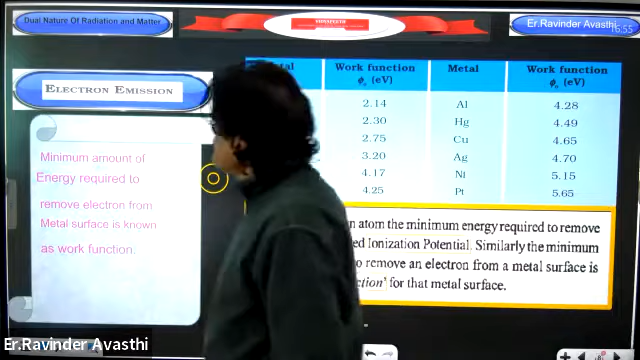 Dual Nature Of Radiation and Matter
Er.Ravinder Avasthi
16:55
ELECTRON EMISSION
Minimum amount of
Energy required to
remove electron from
Metal surface is known
as work function.
Work function Metal Work function
ϕ₀ (eV) ϕ₀ (eV)
2.14 Al 4.28
2.30 Hg 4.49
2.75 Cu 4.65
3.20 Ag 4.70
4.17 Ni 5.15
4.25 Pt 5.65
n atom the minimum energy required to remove
ed Ionization Potential. Similarly the minimum
o remove an electron from a metal surface is
ction' for that metal surface.
Er.Ravinder Avasthi